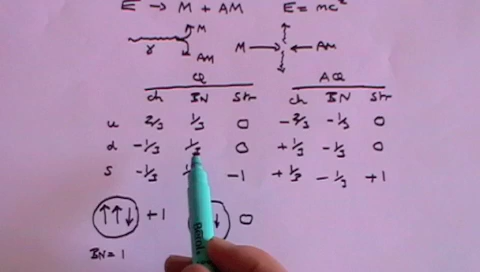 E → M + AM E = mc²
M
γ AM M AM
Q AQ
ch BN Str ch BN Str
u 2/3 1/3 0 -2/3 -1/3 0
d -1/3 1/3 0 +1/3 -1/3 0
s -1/3 -1 +1/3 -1/3 +1
↑↑↓ +1 ↓ 0
BN=1